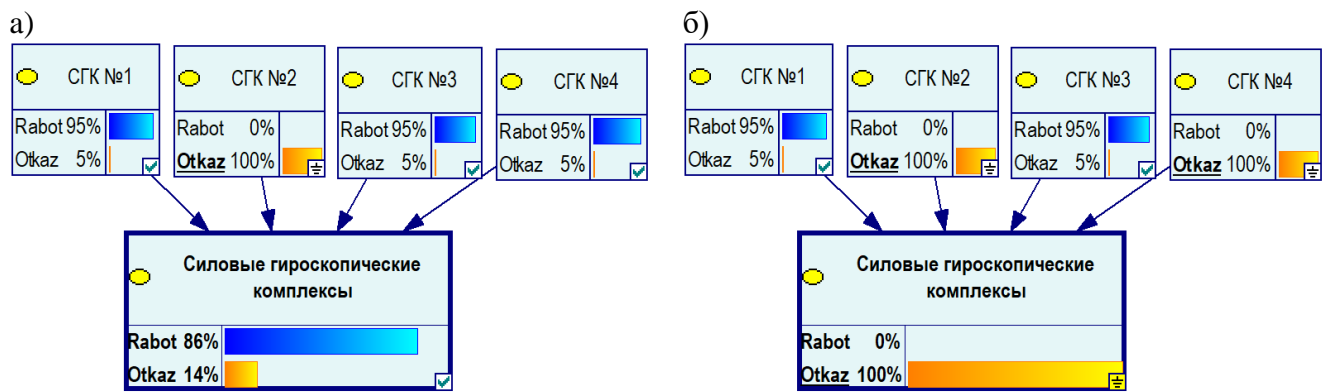 а)
СГК №1
Rabot 95%
Otkaz 5%
СГК №2
Rabot 0%
Otkaz 100%
СГК №3
Rabot 95%
Otkaz 5%
СГК №4
Rabot 95%
Otkaz 5%
Силовые гироскопические
комплексы
Rabot 86%
Otkaz 14%
б)
СГК №1
Rabot 95%
Otkaz 5%
СГК №2
Rabot 0%
Otkaz 100%
СГК №3
Rabot 95%
Otkaz 5%
СГК №4
Rabot 0%
Otkaz 100%
Силовые гироскопические
комплексы
Rabot 0%
Otkaz 100%